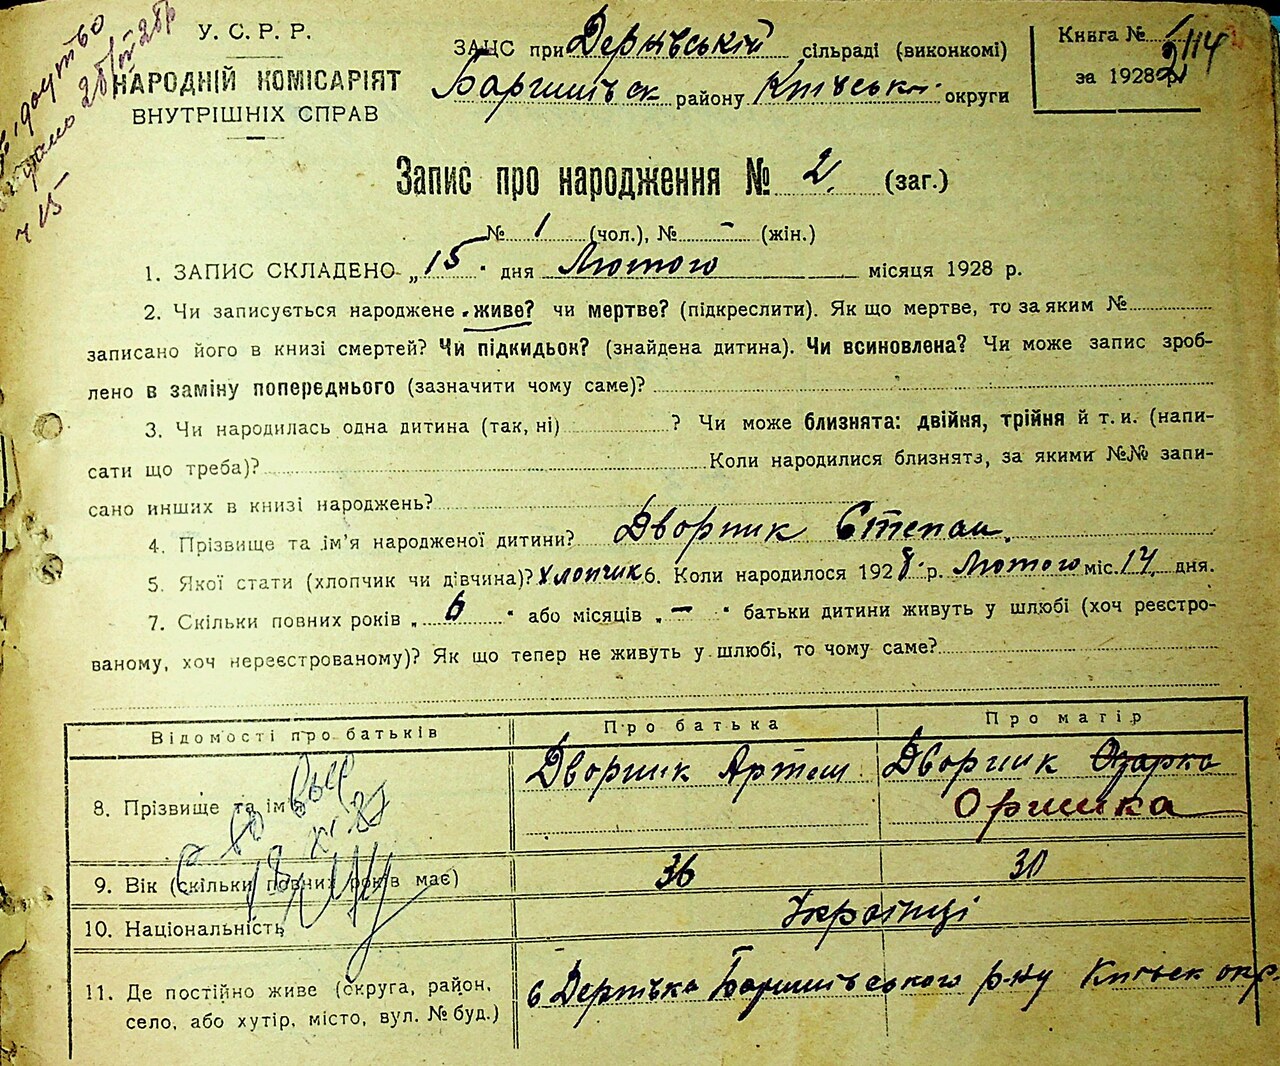 У. С. Р. Р.
НАРОДНІЙ КОМІСАРІЯТ
ВНУТРІШНІХ СПРАВ
ЗАЦС при Дернівській сільраді (виконкомі)
Баришівськ району Київськ. округи
Книга №
за 1928 р.
114
Запис про народження № 2 (заг.)
№ 1 (чол.), № - (жін.)
1. ЗАПИС СКЛАДЕНО „15" дня Лютого місяця 1928 р.
2. Чи записується народжене живе? чи мертве? (підкреслити). Як що мертве, то за яким №
записано його в книзі смертей? Чи підкидьок? (знайдена дитина). Чи всиновлена? Чи може запис зроб-
лено в заміну попереднього (зазначити чому саме)?
3. Чи народилась одна дитина (так, ні) ? Чи може близнята: двійня, трійня й т. и. (напи-
сати що треба)? Коли народилися близнята, за якими №№ запи-
сано инших в книзі народжень?
4. Прізвище та ім'я народженої дитини? Дворник Степан.
5. Якої стати (хлопчик чи дівчина)? хлопчик 6. Коли народилося 1928 р. Лютого міс. 14 дня.
7. Скільки повних років „ 6 " або місяців „ — " батьки дитини живуть у шлюбі (хоч реєстро-
ваному, хоч нереєстрованому)? Як що тепер не живуть у шлюбі, то чому саме?
Відомості про батьків Про батька Про матір
8. Прізвище та ім'я Дворник Артем Дворник Озарка
Оришка
9. Вік (скільки повних років має) 36 30
10. Національність Українці
11. Де постійно живе (округа, район, село, або хутір, місто, вул. № буд.) с Дернівка Баришівського р-ну Київськ окр.